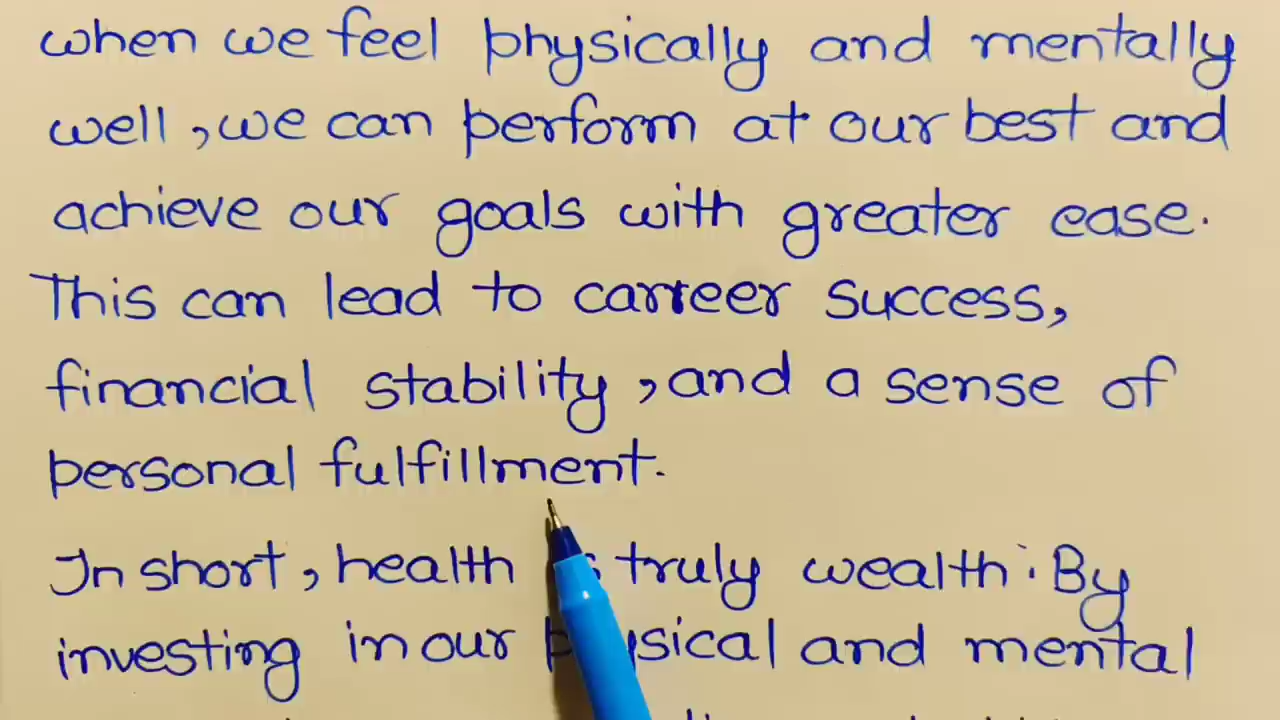 when we feel physically and mentally
well, we can perform at our best and
achieve our goals with greater ease.
This can lead to carreer success,
financial stability, and a sense of
personal fulfillment.
In short, health is truly wealth. By
investing in our physical and mental